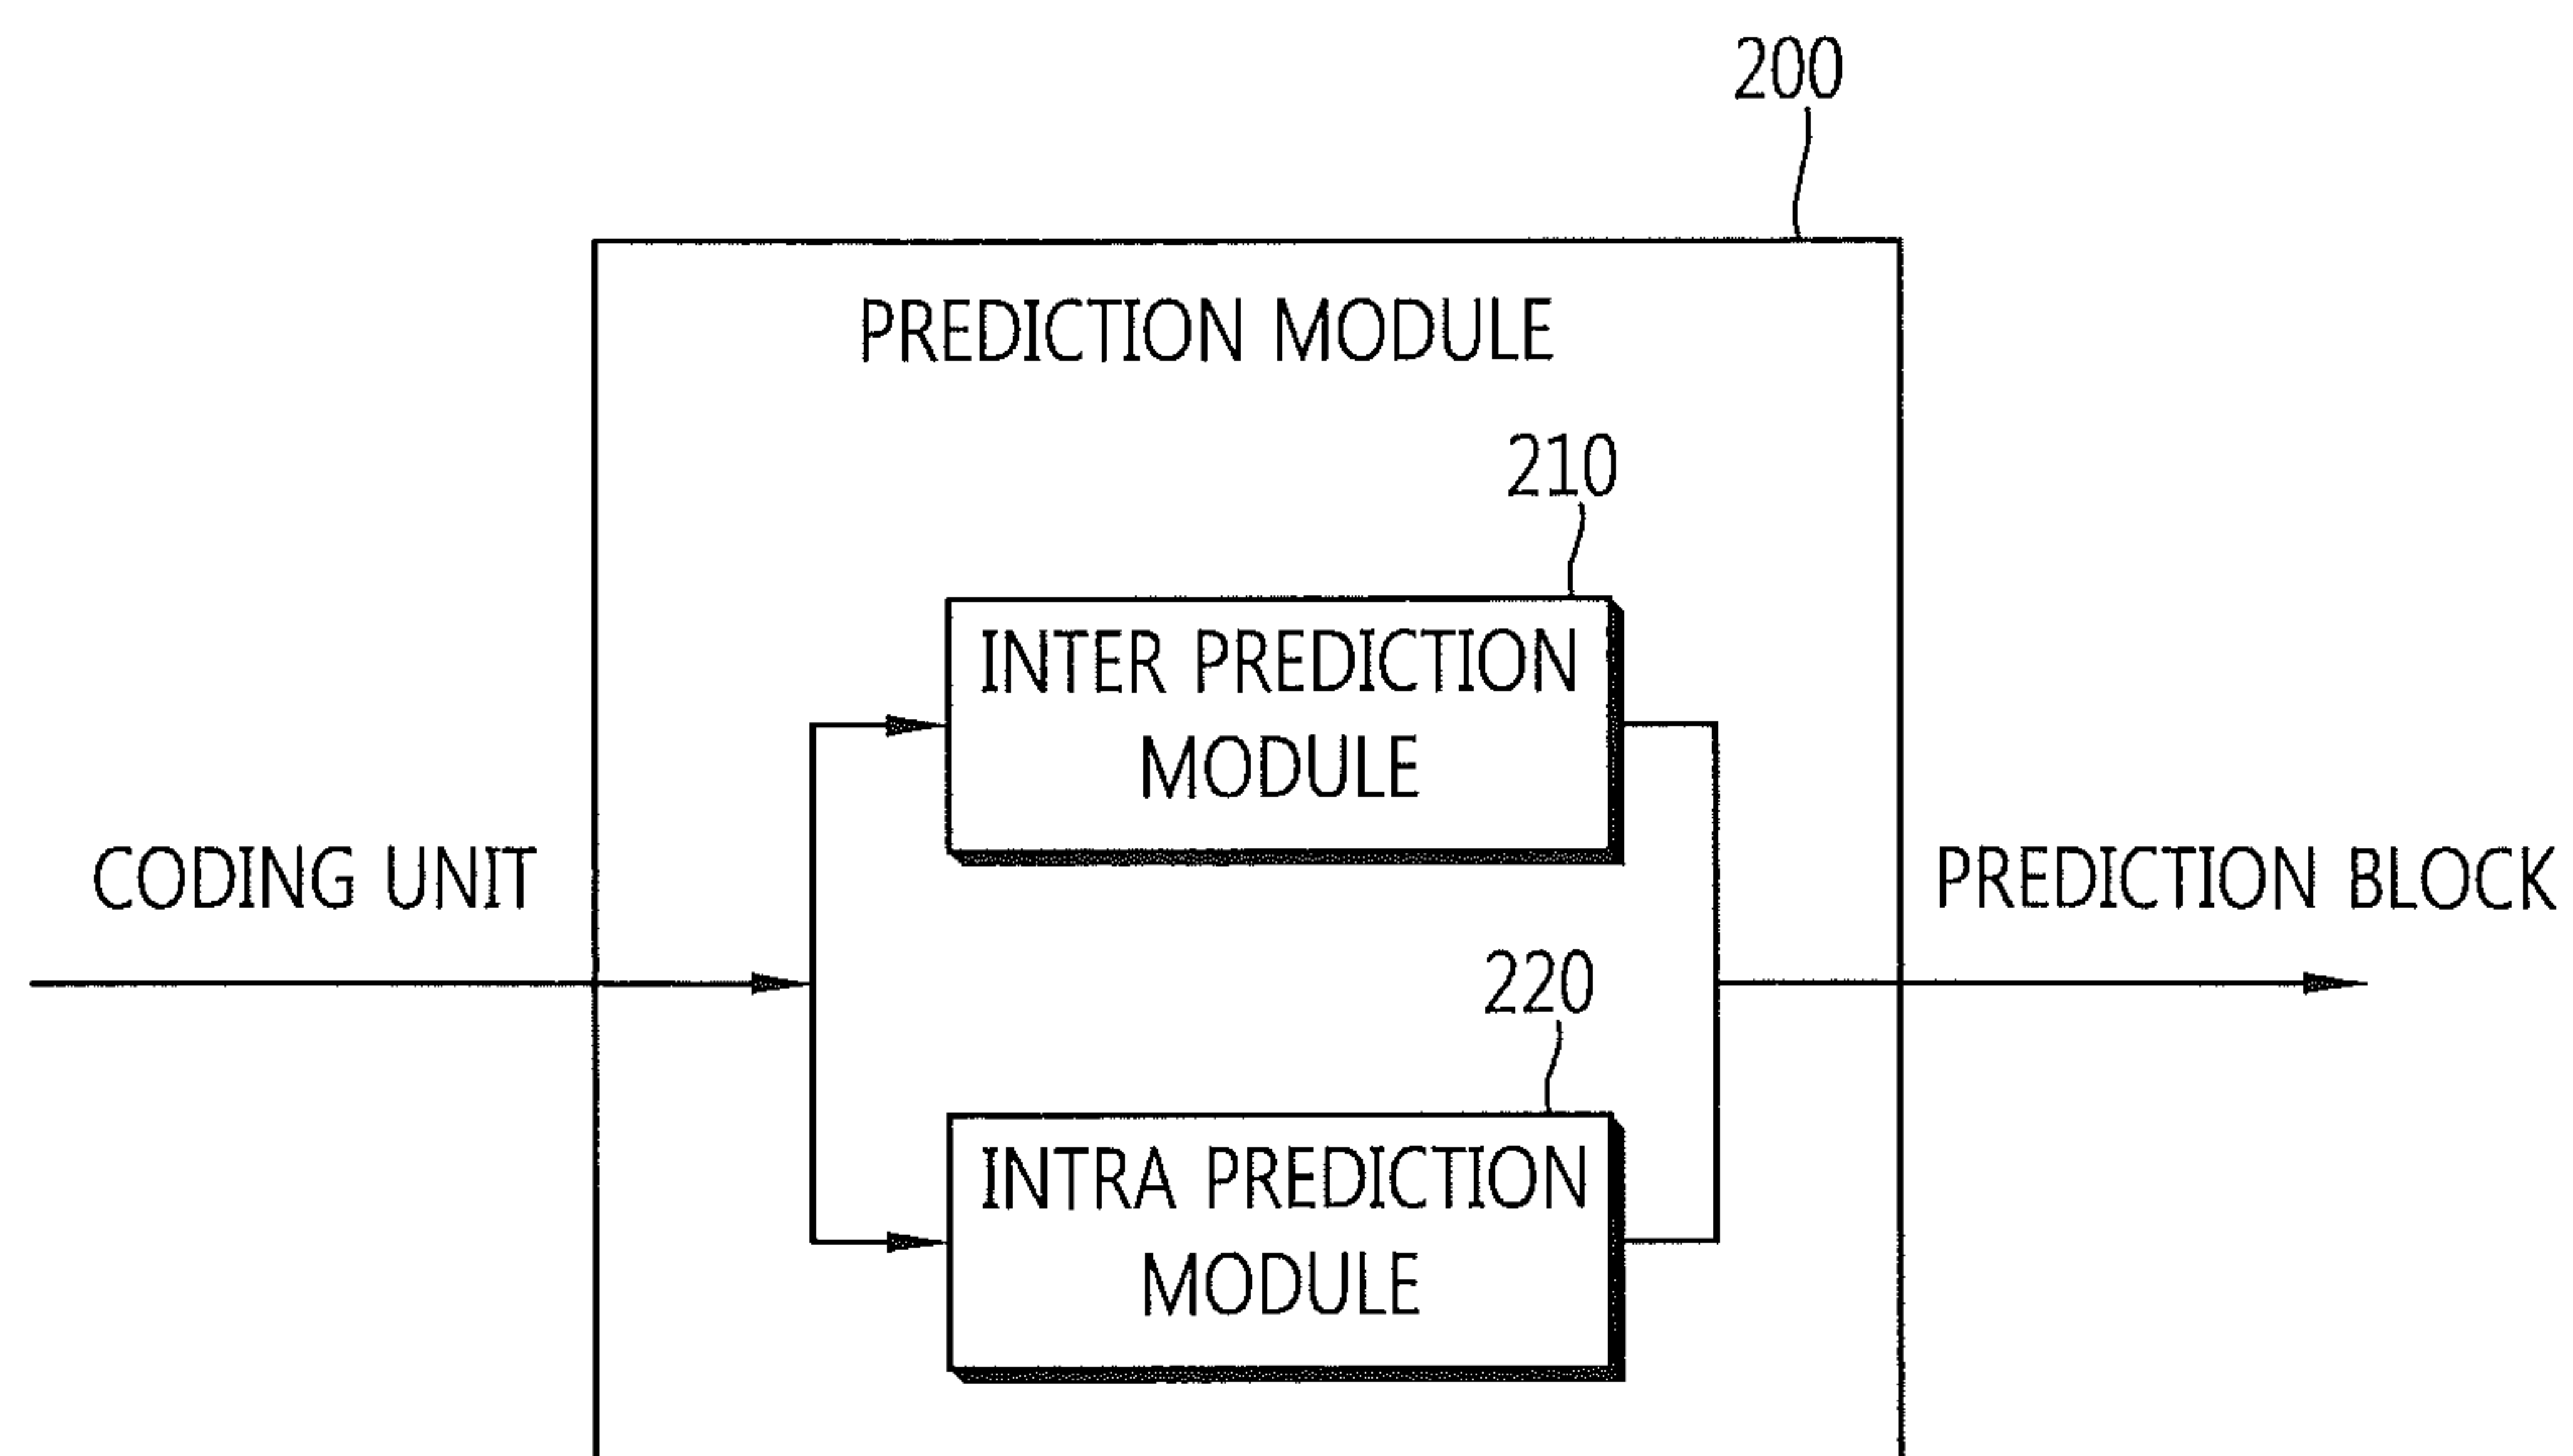 200
PREDICTION MODULE
210
INTER PREDICTION
MODULE
CODING UNIT
PREDICTION BLOCK
220
INTRA PREDICTION
MODULE